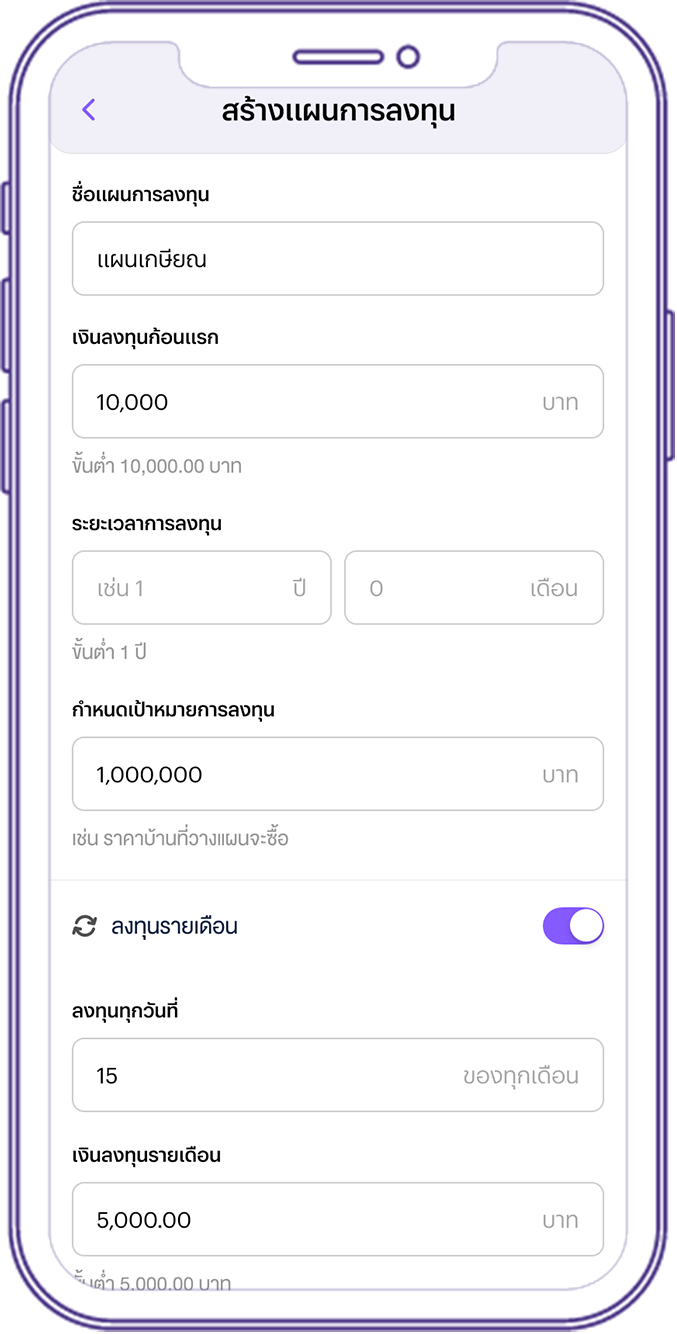 สร้างแผนการลงทุน
ชื่อแผนการลงทุน
แผนเกษียณ
เงินลงทุนก้อนแรก
10,000 บาท
ขั้นต่ำ 10,000.00 บาท
ระยะเวลาการลงทุน
เช่น 1 ปี 0 เดือน
ขั้นต่ำ 1 ปี
กำหนดเป้าหมายการลงทุน
1,000,000 บาท
เช่น ราคาบ้านที่วางแผนจะซื้อ
ลงทุนรายเดือน
ลงทุนทุกวันที่
15 ของทุกเดือน
เงินลงทุนรายเดือน
5,000.00 บาท
ขั้นต่ำ 5,000.00 บาท